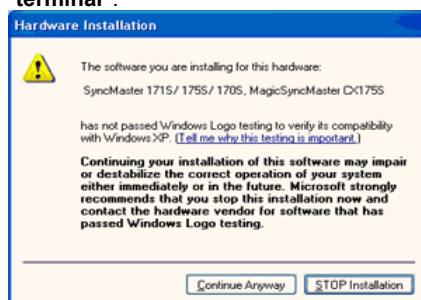 terminal".
Hardware Installation
The software you are installing for this hardware:
SyncMaster 171S/ 175S/ 170S, MagicSyncMaster CX175S
has not passed Windows Logo testing to verify its compatibility
with Windows XP. (Tell me why this testing is important.)
Continuing your installation of this software may impair
or destabilize the correct operation of your system
either immediately or in the future. Microsoft strongly
recommends that you stop this installation now and
contact the hardware vendor for software that has
passed Windows Logo testing.
Continue Anyway STOP Installation